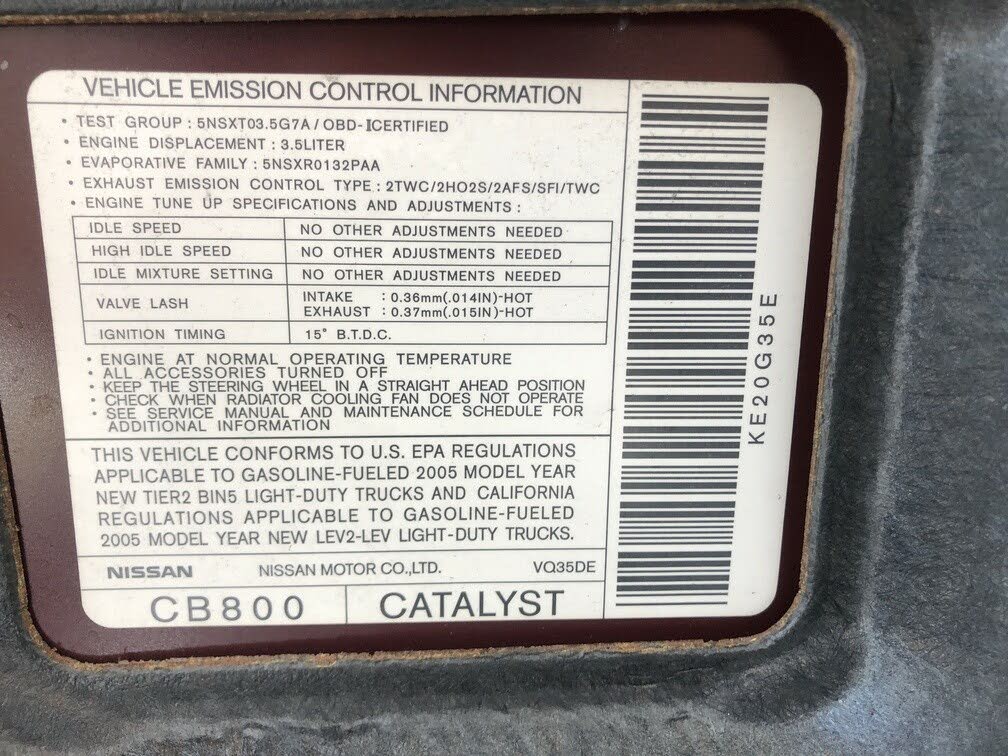 VEHICLE EMISSION CONTROL INFORMATION
• TEST GROUP : 5NSXT03.5G7A / OBD-ⅡCERTIFIED
• ENGINE DISPLACEMENT : 3.5LITER
• EVAPORATIVE FAMILY : 5NSXR0132PAA
• EXHAUST EMISSION CONTROL TYPE : 2TWC/2HO2S/2AFS/SFI/TWC
• ENGINE TUNE UP SPECIFICATIONS AND ADJUSTMENTS :
IDLE SPEED NO OTHER ADJUSTMENTS NEEDED
HIGH IDLE SPEED NO OTHER ADJUSTMENTS NEEDED
IDLE MIXTURE SETTING NO OTHER ADJUSTMENTS NEEDED
VALVE LASH INTAKE : 0.36mm(.014IN)-HOT
EXHAUST : 0.37mm(.015IN)-HOT
IGNITION TIMING 15° B.T.D.C.
• ENGINE AT NORMAL OPERATING TEMPERATURE
• ALL ACCESSORIES TURNED OFF
• KEEP THE STEERING WHEEL IN A STRAIGHT AHEAD POSITION
• CHECK WHEN RADIATOR COOLING FAN DOES NOT OPERATE
• SEE SERVICE MANUAL AND MAINTENANCE SCHEDULE FOR
ADDITIONAL INFORMATION
THIS VEHICLE CONFORMS TO U.S. EPA REGULATIONS
APPLICABLE TO GASOLINE-FUELED 2005 MODEL YEAR
NEW TIER2 BIN5 LIGHT-DUTY TRUCKS AND CALIFORNIA
REGULATIONS APPLICABLE TO GASOLINE-FUELED
2005 MODEL YEAR NEW LEV2-LEV LIGHT-DUTY TRUCKS.
NISSAN NISSAN MOTOR CO.,LTD. VQ35DE
CB800 CATALYST
KE20G35E